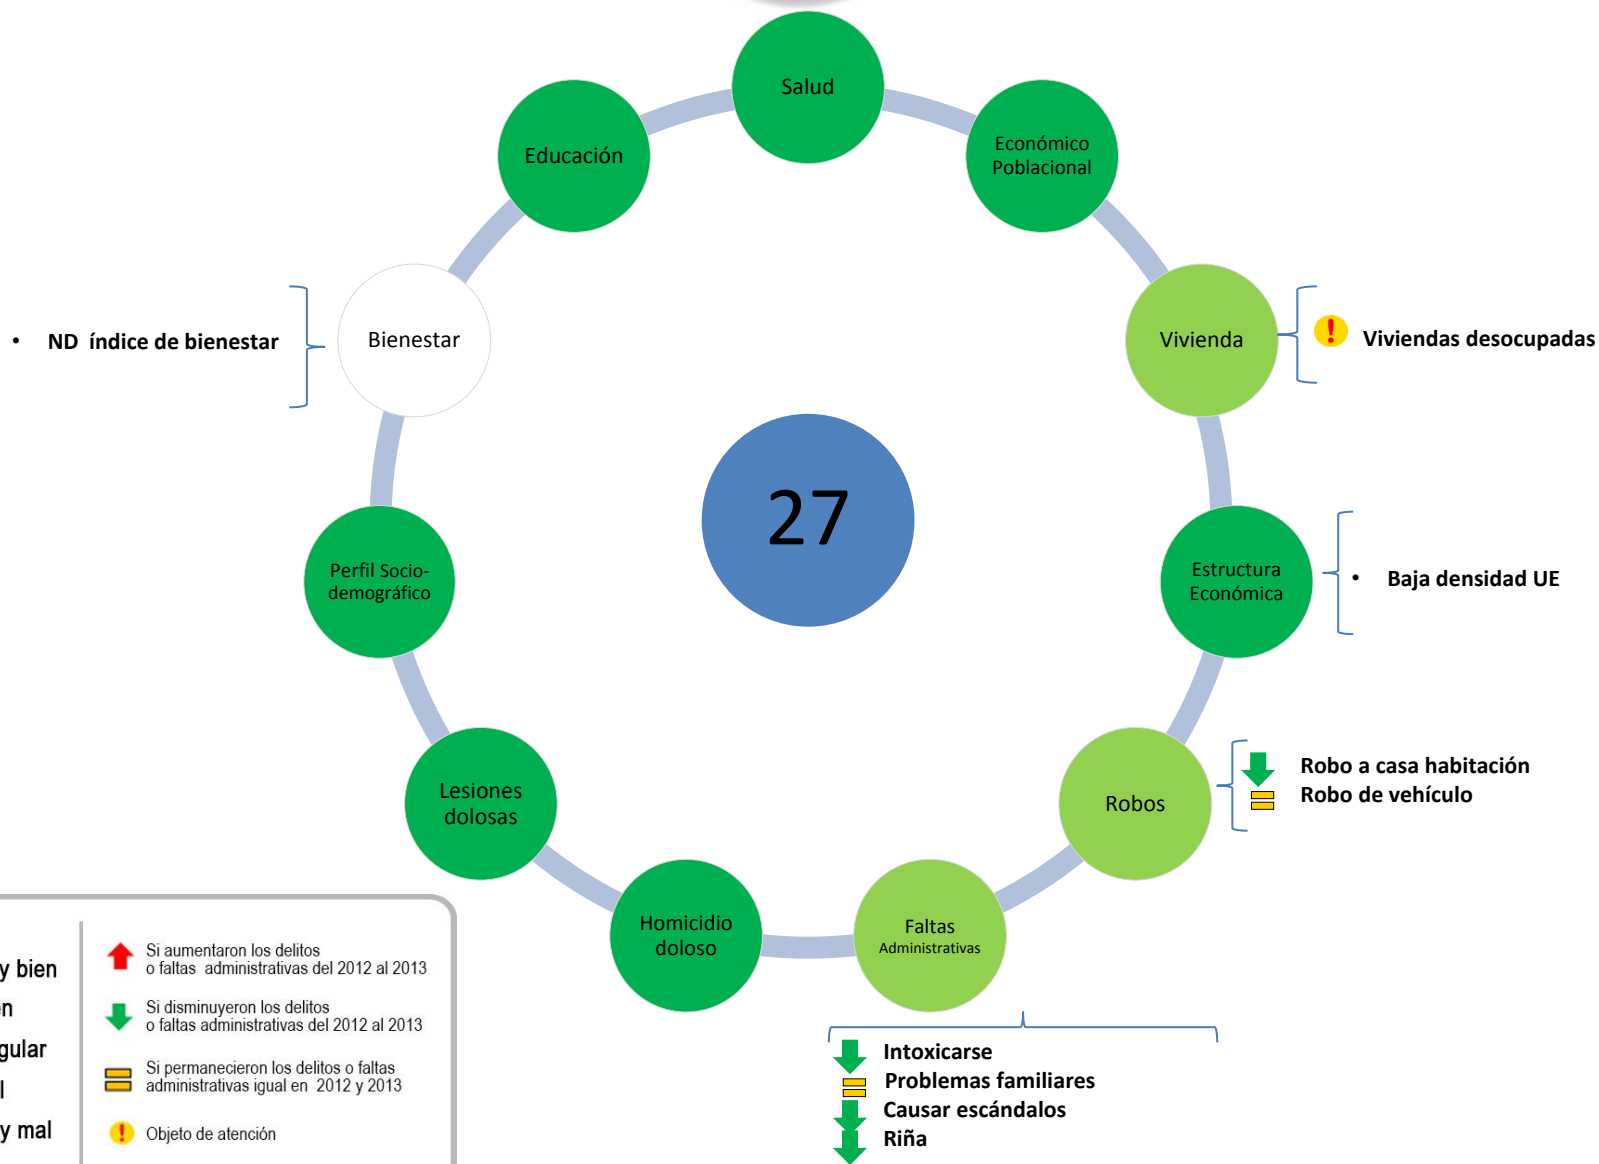 Salud
Económico
Poblacional
Educación
Vivienda
Viviendas desocupadas
• ND índice de bienestar
Bienestar
27
Estructura
Económica
• Baja densidad UE
Perfil Socio-
demográfico
Robo a casa habitación
Robo de vehículo
Robos
Lesiones
dolosas
Homicidio
doloso
Faltas
Administrativas
Intoxicarse
Problemas familiares
Causar escándalos
Riña
y bien
y mal
Si aumentaron los delitos
o faltas administrativas del 2012 al 2013
Si disminuyeron los delitos
o faltas administrativas del 2012 al 2013
Si permanecieron los delitos o faltas
administrativas igual en 2012 y 2013
Objeto de atención